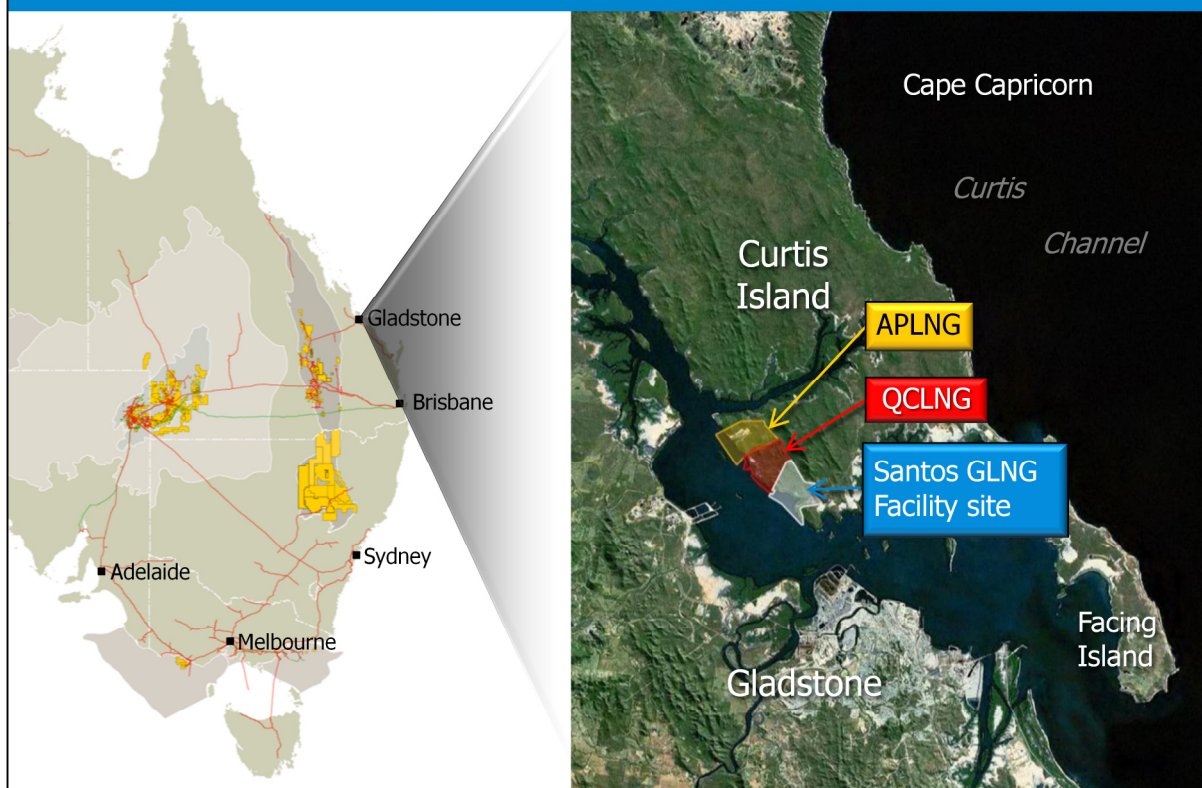 Gladstone
Brisbane
Sydney
Adelaide
Melbourne
Cape Capricorn
Curtis
Channel
Curtis
Island
APLNG
QCLNG
Santos GLNG
Facility site
Facing
Island
Gladstone